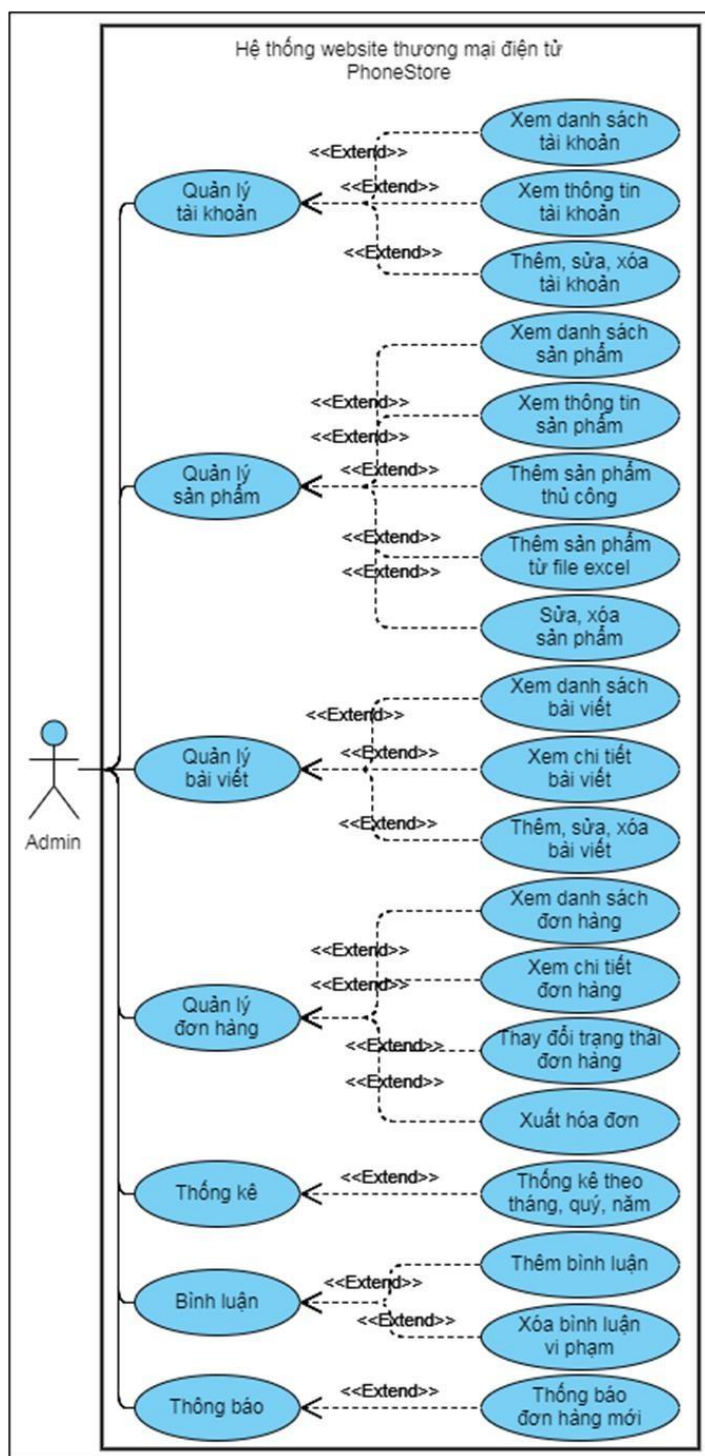 Hệ thống website thương mại điện tử
PhoneStore
Xem danh sách
tài khoản
<<Extend>>
Quản lý
tài khoản
<<Extend>>
Xem thông tin
tài khoản
<<Extend>>
Thêm, sửa, xóa
tài khoản
Xem danh sách
sản phẩm
<<Extend>>
Xem thông tin
sản phẩm
<<Extend>>
Quản lý
sản phẩm
<<Extend>>
Thêm sản phẩm
thủ công
<<Extend>>
Thêm sản phẩm
từ file excel
<<Extend>>
Sửa, xóa
sản phẩm
Xem danh sách
bài viết
<<Extend>>
Admin
Quản lý
bài viết
<<Extend>>
Xem chi tiết
bài viết
<<Extend>>
Thêm, sửa, xóa
bài viết
Xem danh sách
đơn hàng
<<Extend>>
Xem chi tiết
đơn hàng
<<Extend>>
Quản lý
đơn hàng
<<Extend>>
Thay đổi trạng thái
đơn hàng
<<Extend>>
Xuất hóa đơn
Thống kê
<<Extend>>
Thống kê theo
tháng, quý, năm
Thêm bình luận
<<Extend>>
Bình luận
<<Extend>>
Xóa bình luận
vi phạm
Thông báo
<<Extend>>
Thống báo
đơn hàng mới